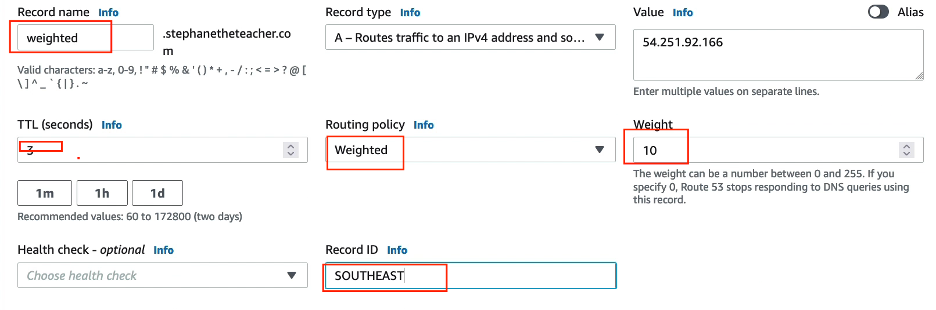 Record name Info
weighted
.stephanetheteacher.co
m
Valid characters: a-z, 0-9, ! " # $ % & ' ( ) * + , - / : ; < = > ? @ [
\ ] ^ _ ` { | } . ~
Record type Info
A – Routes traffic to an IPv4 address and so...
Value Info
Alias
54.251.92.166
Enter multiple values on separate lines.
TTL (seconds) Info
3
1m 1h 1d
Recommended values: 60 to 172800 (two days)
Routing policy Info
Weighted
Weight
10
The weight can be a number between 0 and 255. If you
specify 0, Route 53 stops responding to DNS queries using
this record.
Health check - optional Info
Choose health check
Record ID Info
SOUTHEAST